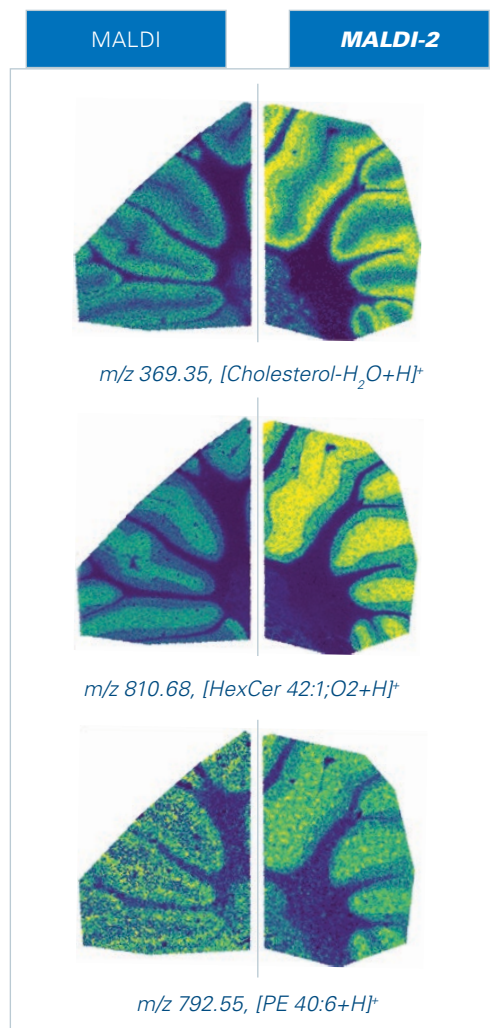 MALDI
MALDI-2
m/z 369.35, [Cholesterol-H₂O+H]⁺
m/z 810.68, [HexCer 42:1;O2+H]⁺
m/z 792.55, [PE 40:6+H]⁺